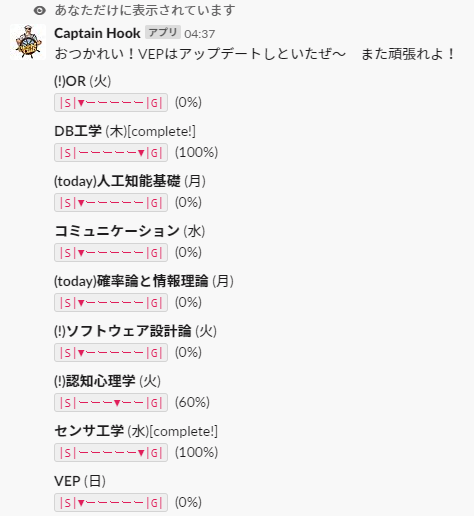 あなただけに表示されています
Captain Hook アプリ 04:37
おつかれい！VEPはアップデートしといたぜ〜　また頑張れよ！
(!)OR (火)
|S|▼ーーーーー|G| (0%)
DB工学 (木)[complete!]
|S|ーーーーー▼|G| (100%)
(today)人工知能基礎 (月)
|S|▼ーーーーー|G| (0%)
コミュニケーション (水)
|S|▼ーーーーー|G| (0%)
(today)確率論と情報理論 (月)
|S|▼ーーーーー|G| (0%)
(!)ソフトウェア設計論 (火)
|S|▼ーーーーー|G| (0%)
(!)認知心理学 (火)
|S|ーーー▼ーー|G| (60%)
センサ工学 (水)[complete!]
|S|ーーーーー▼|G| (100%)
VEP (日)
|S|▼ーーーーー|G| (0%)